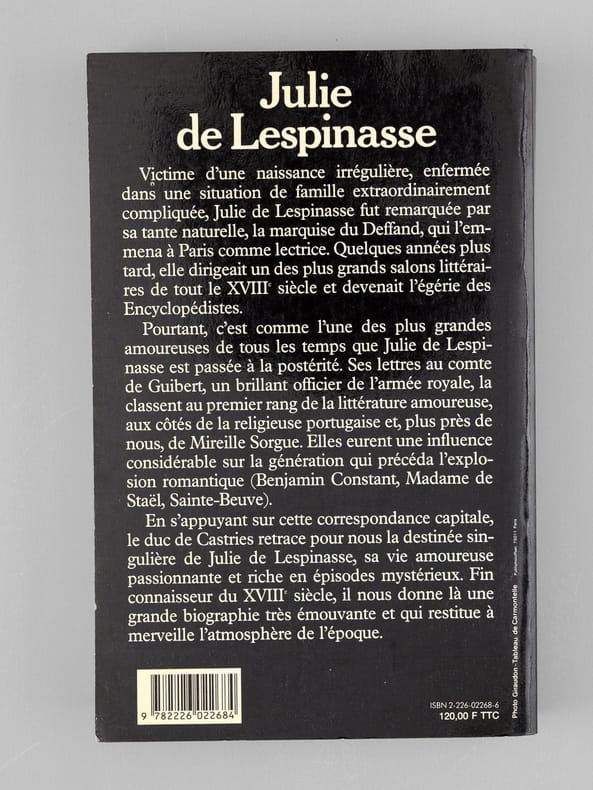 Julie
de Lespinasse
Victime d'une naissance irrégulière, enfermée
dans une situation de famille extraordinairement
compliquée, Julie de Lespinasse fut remarquée par
sa tante naturelle, la marquise du Deffand, qui l'em-
mena à Paris comme lectrice. Quelques années plus
tard, elle dirigeait un des plus grands salons littérai-
res de tout le XVIIIe siècle et devenait l'égérie des
Encyclopédistes.
Pourtant, c'est comme l'une des plus grandes
amoureuses de tous les temps que Julie de Lespi-
nasse est passée à la postérité. Ses lettres au comte
de Guibert, un brillant officier de l'armée royale, la
classent au premier rang de la littérature amoureuse,
aux côtés de la religieuse portugaise et, plus près de
nous, de Mireille Sorgue. Elles eurent une influence
considérable sur la génération qui précéda l'explo-
sion romantique (Benjamin Constant, Madame de
Staël, Sainte-Beuve).
En s'appuyant sur cette correspondance capitale,
le duc de Castries retrace pour nous la destinée sin-
gulière de Julie de Lespinasse, sa vie amoureuse
passionnante et riche en épisodes mystérieux. Fin
connaisseur du XVIIIe siècle, il nous donne là une
grande biographie très émouvante et qui restitue à
merveille l'atmosphère de l'époque.
9 782226 022684
ISBN 2-226-02268-6
120,00 F TTC
Photo Giraudon - Tableau de Carmontelle
75011 Paris